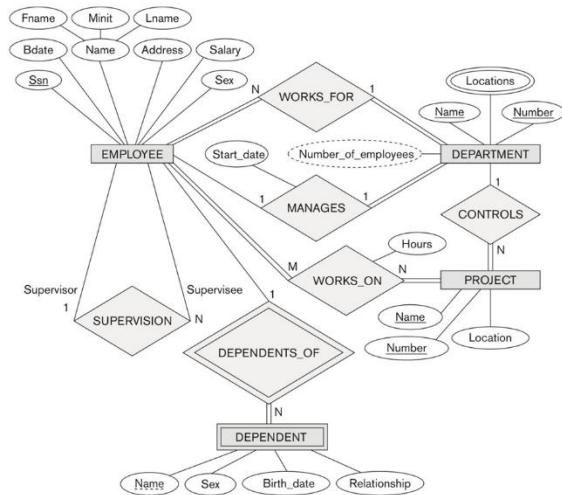 Fname
Minit
Lname
Bdate
Name
Address
Salary
Ssn
Sex
N
WORKS_FOR
1
Locations
Name
Number
EMPLOYEE
Start_date
Number_of_employees
DEPARTMENT
1
MANAGES
1
1
CONTROLS
N
Hours
M
WORKS_ON
N
PROJECT
Supervisor
Supervisee
1
1
SUPERVISION
N
Name
Number
Location
DEPENDENTS_OF
N
DEPENDENT
Name
Sex
Birth_date
Relationship